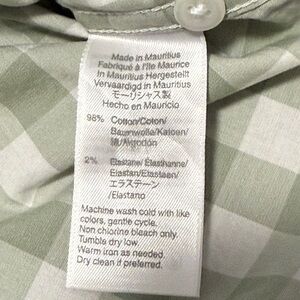 Made in Mauritius
Fabriqué à l'Ile Maurice
In Mauritius Hergestellt
Vervaardigd in Mauritius
モーリシャス製
Hecho en Mauricio
98% Cotton/Coton/
Baumwolle/Katoen/
綿/Algodón
2% Elastane/Élasthanne/
Elastan/Elastaan/
エラステーン
/Elastano
Machine wash cold with like
colors, gentle cycle.
Non chlorine bleach only.
Tumble dry low.
Warm iron as needed.
Dry clean if preferred.